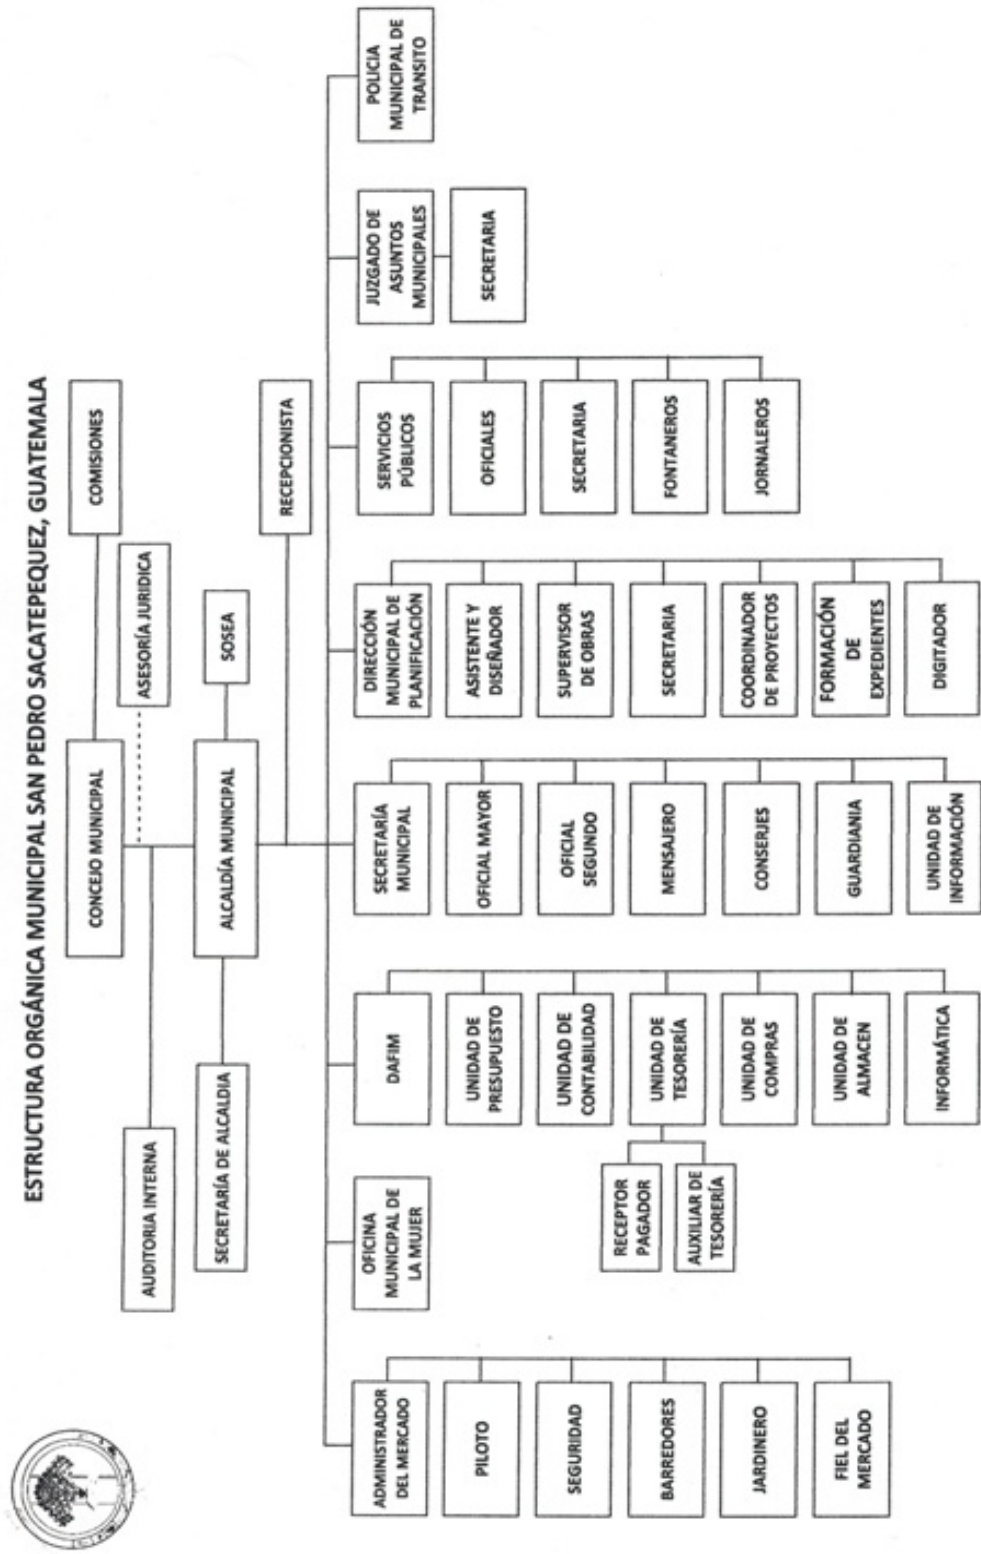 ESTRUCTURA ORGÁNICA MUNICIPAL SAN PEDRO SACATEPEQUEZ, GUATEMALA
CONCEJO MUNICIPAL
COMISIONES
ASESORÍA JURIDICA
AUDITORIA INTERNA
ALCALDÍA MUNICIPAL
SOSEA
SECRETARÍA DE ALCALDIA
RECEPCIONISTA
ADMINISTRADOR
DEL MERCADO
PILOTO
SEGURIDAD
BARREDORES
JARDINERO
FIEL DEL
MERCADO
OFICINA
MUNICIPAL DE
LA MUJER
DAFIM
UNIDAD DE
PRESUPUESTO
UNIDAD DE
CONTABILIDAD
UNIDAD DE
TESORERÍA
RECEPTOR
PAGADOR
AUXILIAR DE
TESORERÍA
UNIDAD DE
COMPRAS
UNIDAD DE
ALMACEN
INFORMÁTICA
SECRETARÍA
MUNICIPAL
OFICIAL MAYOR
OFICIAL
SEGUNDO
MENSAJERO
CONSERJES
GUARDIANIA
UNIDAD DE
INFORMACIÓN
DIRECCIÓN
MUNICIPAL DE
PLANIFICACIÓN
ASISTENTE Y
DISEÑADOR
SUPERVISOR
DE OBRAS
SECRETARIA
COORDINADOR
DE PROYECTOS
FORMACIÓN
DE
EXPEDIENTES
DIGITADOR
SERVICIOS
PÚBLICOS
OFICIALES
SECRETARIA
FONTANEROS
JORNALEROS
JUZGADO DE
ASUNTOS
MUNICIPALES
SECRETARIA
POLICIA
MUNICIPAL DE
TRANSITO